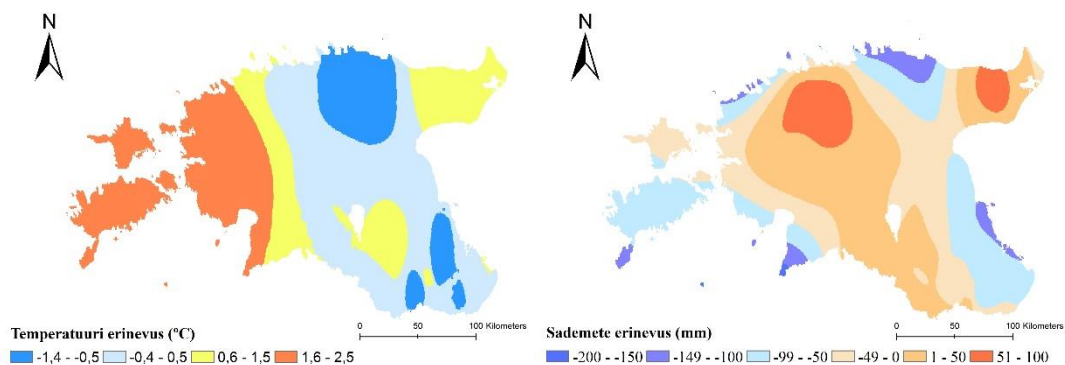 N
0 50 100 Kilometers
Temperatuuri erinevus (°C)
-1,4 - -0,5 -0,4 - 0,5 0,6 - 1,5 1,6 - 2,5
N
0 50 100 Kilometers
Sademete erinevus (mm)
-200 - -150 -149 - -100 -99 - -50 -49 - 0 1 - 50 51 - 100